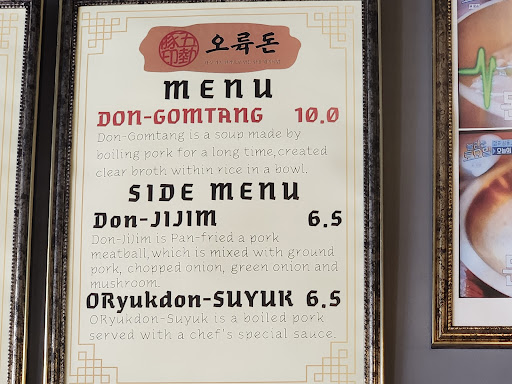 오류돈
MENU
DON-GOMTANG 10.0
Don-Gomtang is a soup made by
boiling pork for a long time,created
clear broth within rice in a bowl.
SIDE MENU
Don-JIJIM 6.5
Don-JiJim is Pan-fried a pork
meatball,which is mixed with ground
pork, chopped onion, green onion and
mushroom.
ORyukdon-SUYUK 6.5
ORyukdon-Suyuk is a boiled pork
served with a chef's special sauce.